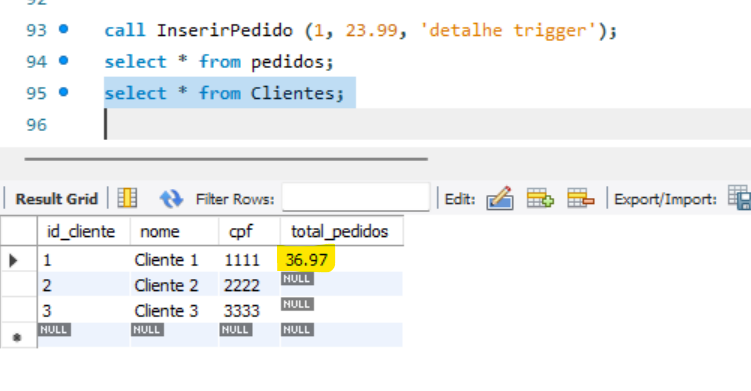 92
93 call InserirPedido (1, 23.99, 'detalhe trigger');
94 select * from pedidos;
95 select * from Clientes;
96
Result Grid Filter Rows: Edit: Export/Import:
id_cliente nome cpf total_pedidos
1 Cliente 1 1111 36.97
2 Cliente 2 2222 NULL
3 Cliente 3 3333 NULL
NULL NULL NULL NULL